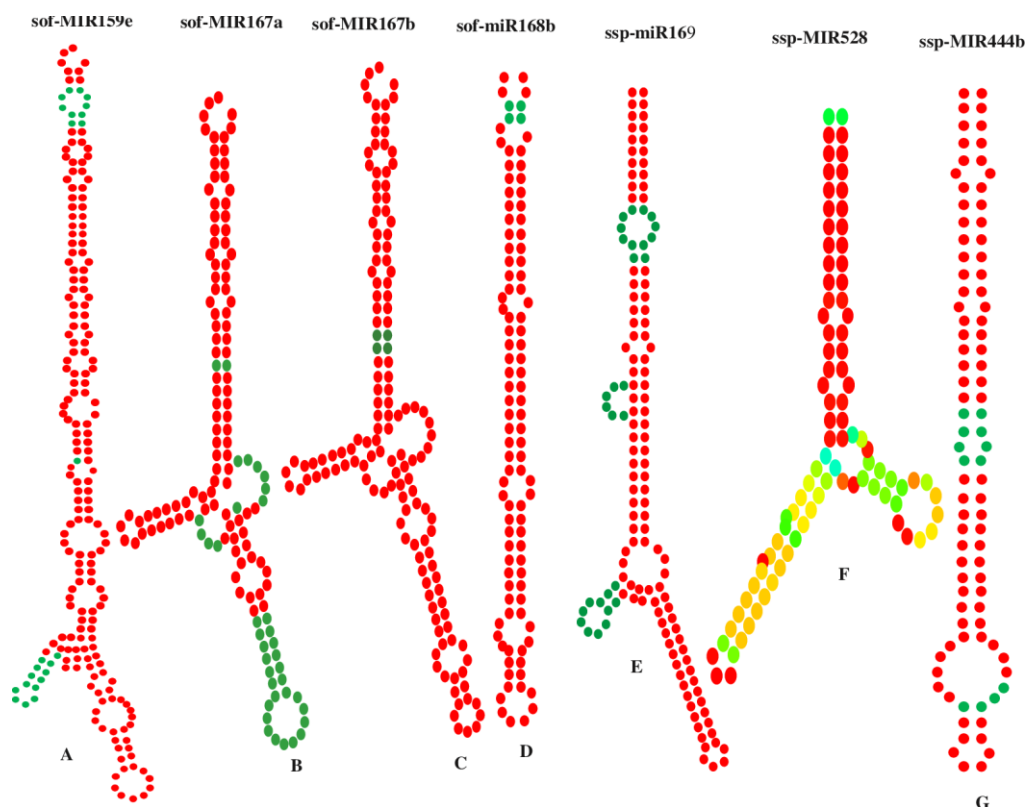 sof-MIR159e
sof-MIR167a
sof-MIR167b
sof-miR168b
ssp-miR169
ssp-MIR528
ssp-MIR444b
A
B
C
D
E
F
G